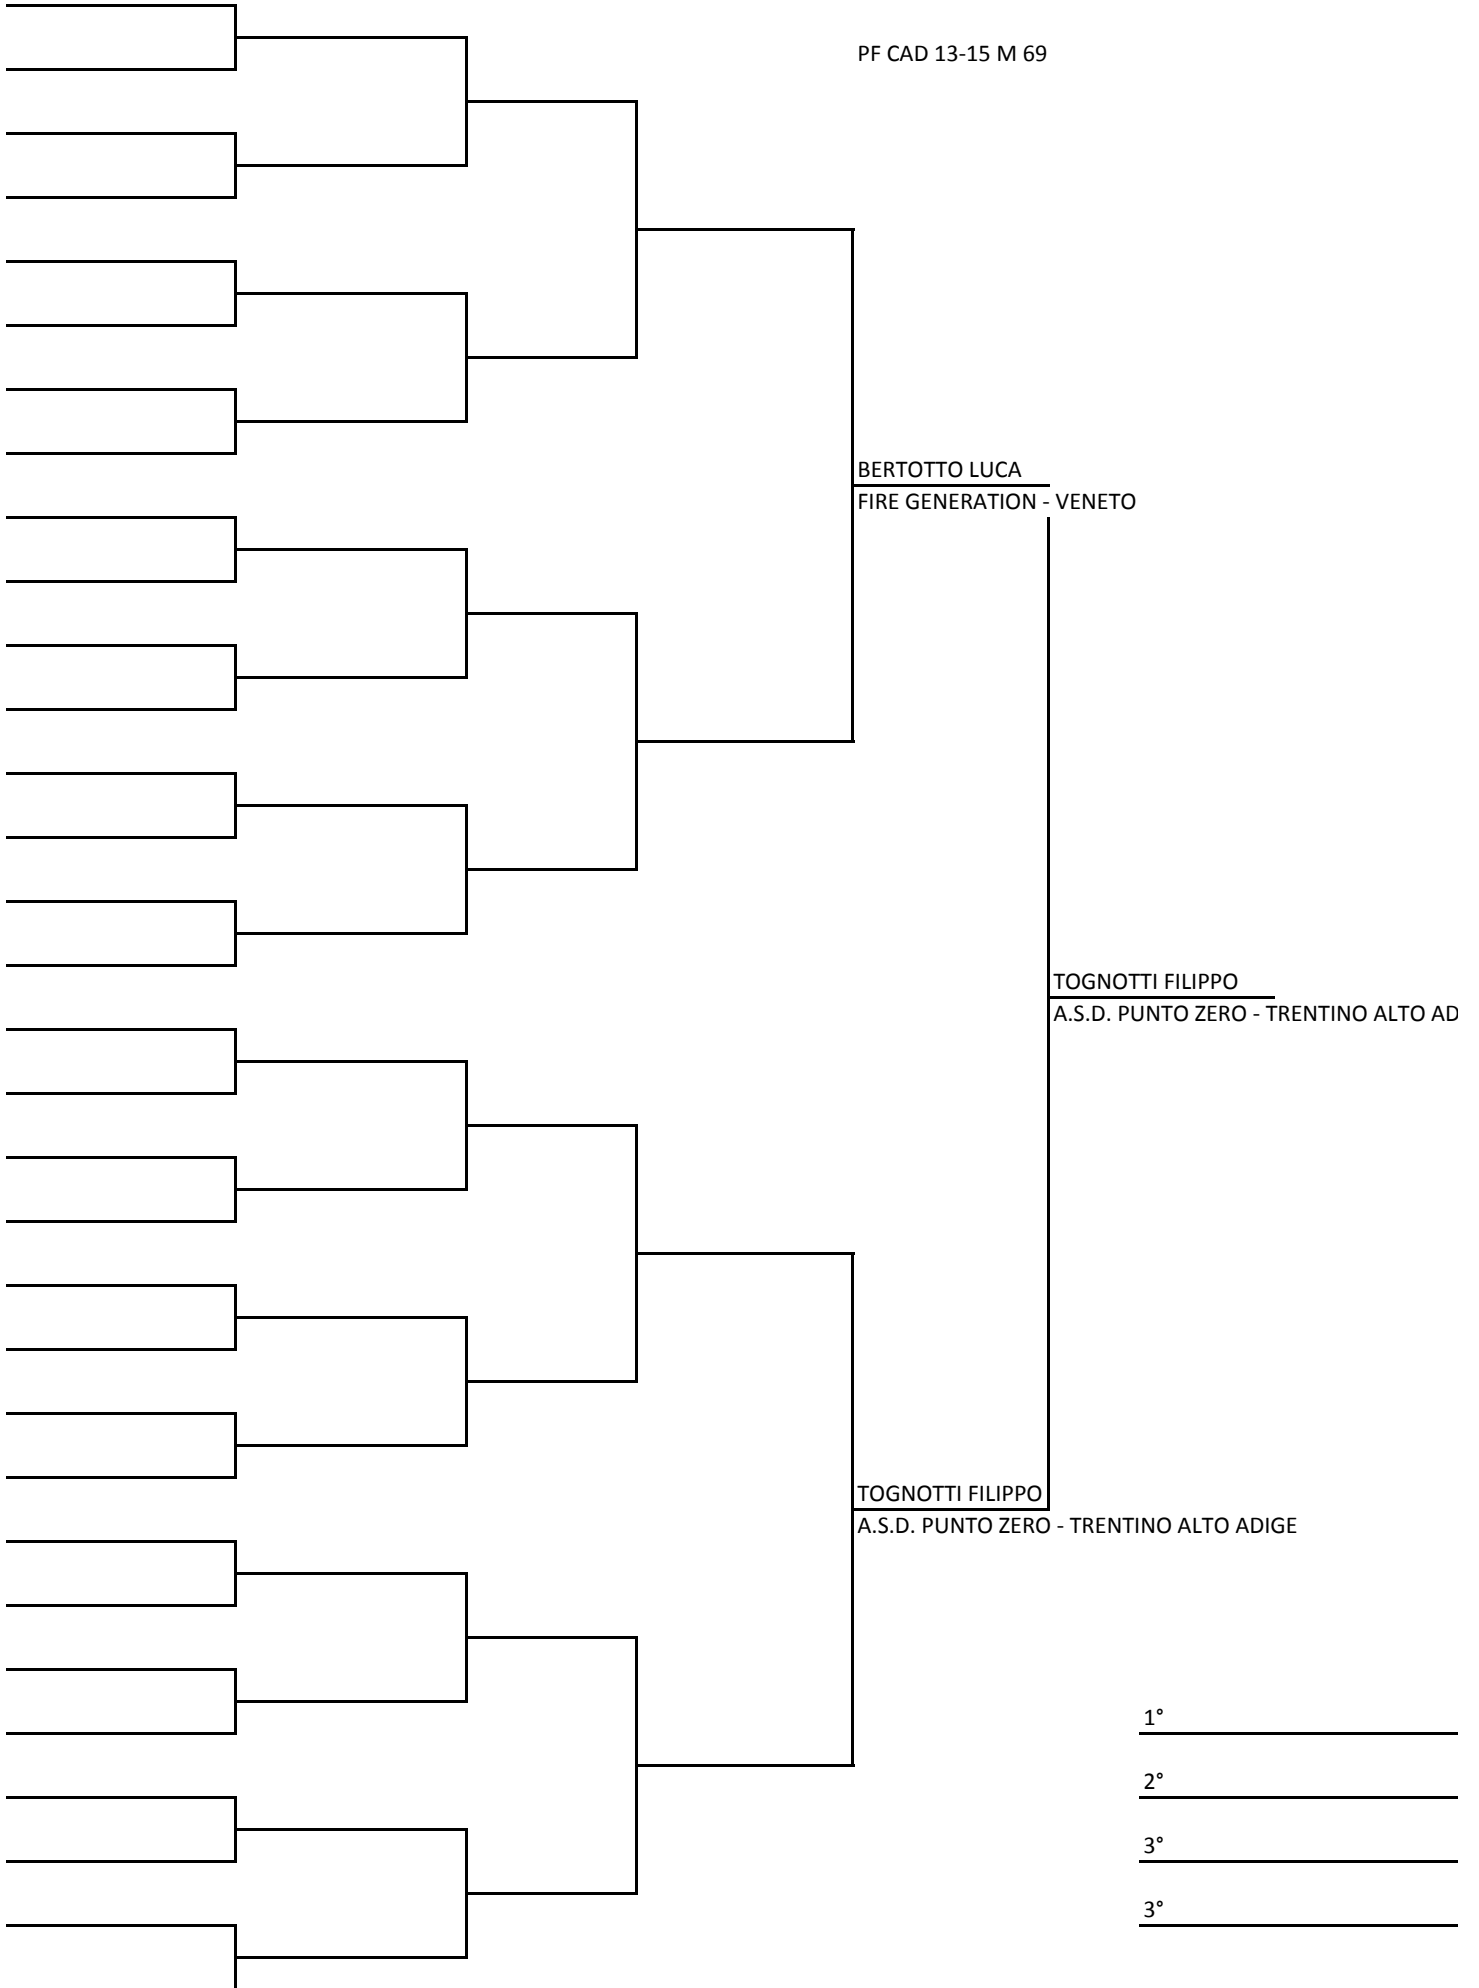 PF CAD 13-15 M 69
BERTOTTO LUCA
FIRE GENERATION - VENETO
TOGNOTTI FILIPPO
A.S.D. PUNTO ZERO - TRENTINO ALTO AD
TOGNOTTI FILIPPO
A.S.D. PUNTO ZERO - TRENTINO ALTO ADIGE
1°
2°
3°
3°